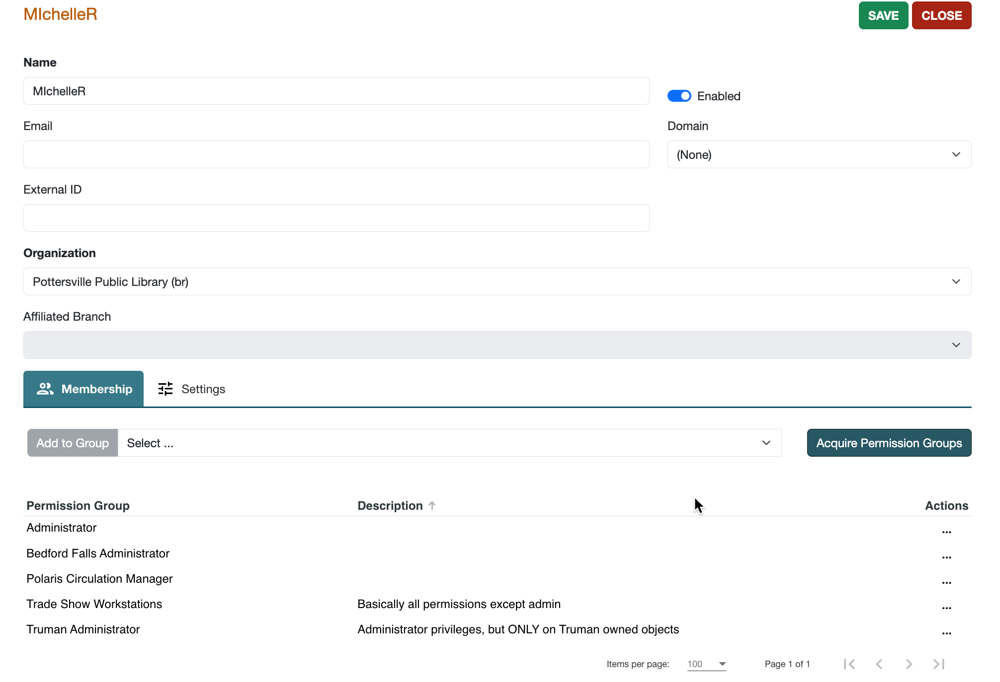 MIchelleR
SAVE CLOSE
Name
MIchelleR
Enabled
Email
Domain
(None)
External ID
Organization
Pottersville Public Library (br)
Affiliated Branch
Membership Settings
Add to Group Select ... Acquire Permission Groups
Permission Group Description Actions
Administrator ...
Bedford Falls Administrator ...
Polaris Circulation Manager ...
Trade Show Workstations Basically all permissions except admin ...
Truman Administrator Administrator privileges, but ONLY on Truman owned objects ...
Items per page: 100 Page 1 of 1